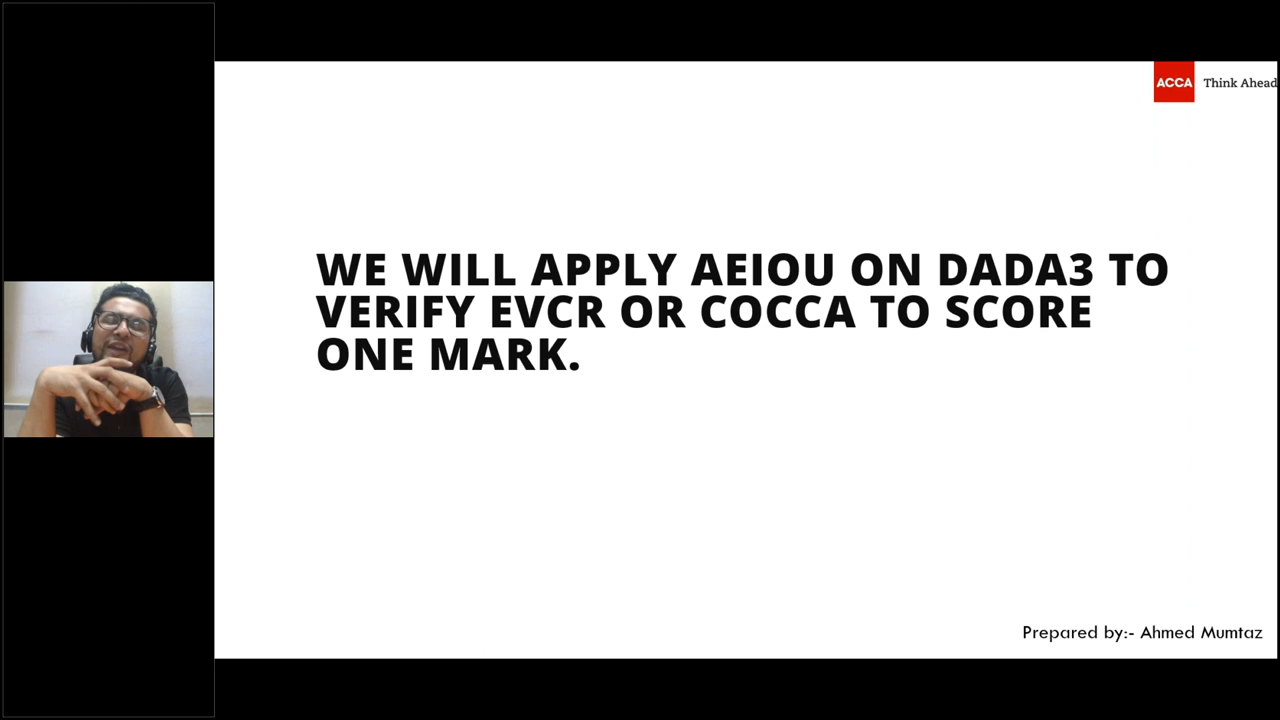 ACCA Think Ahead
WE WILL APPLY AEIOU ON DADA3 TO
VERIFY EVCR OR COCCA TO SCORE
ONE MARK.
Prepared by:- Ahmed Mumtaz